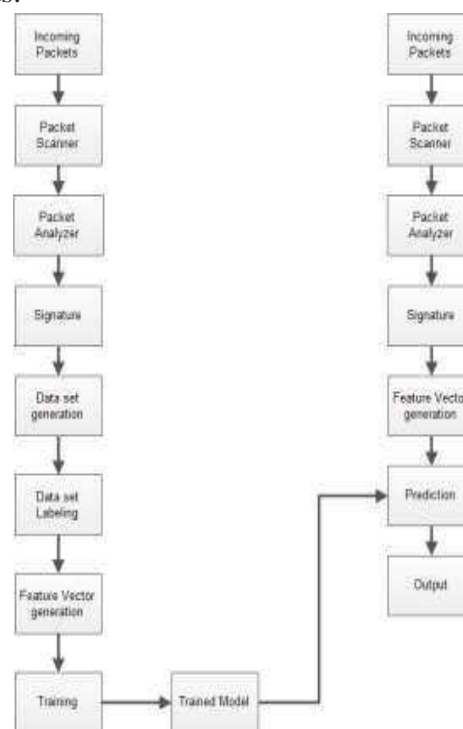 Incoming
Packets
Packet
Scanner
Packet
Analyzer
Signature
Data set
generation
Data set
Labeling
Feature Vector
generation
Training
Trained Model
Incoming
Packets
Packet
Scanner
Packet
Analyzer
Signature
Feature Vector
generation
Prediction
Output